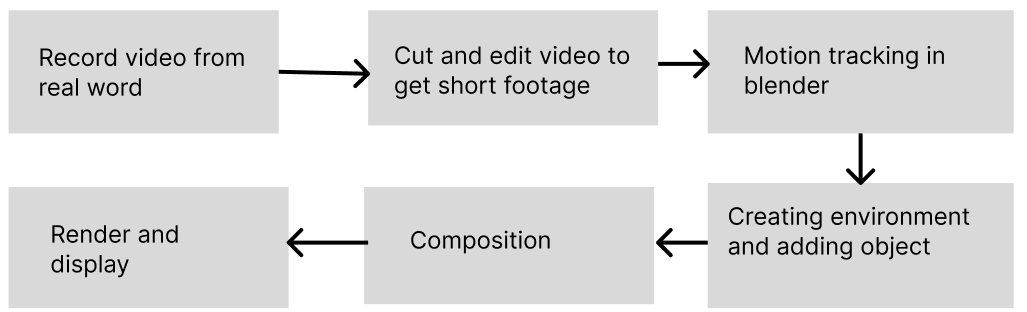 Record video from
real word
Cut and edit video to
get short footage
Motion tracking in
blender
Creating environment
and adding object
Composition
Render and
display